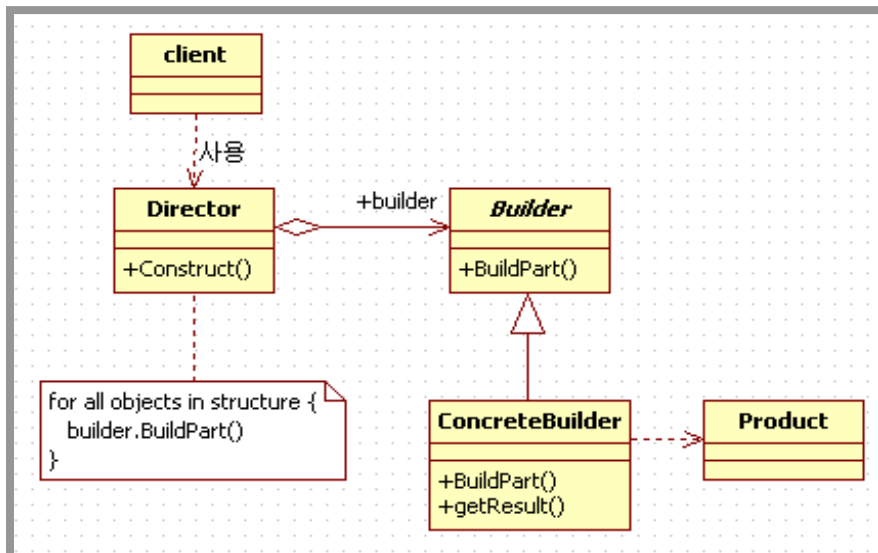 client
사용
Director
+Construct()
+builder
Builder
+BuildPart()
for all objects in structure {
builder.BuildPart()
}
ConcreteBuilder
+BuildPart()
+getResult()
Product